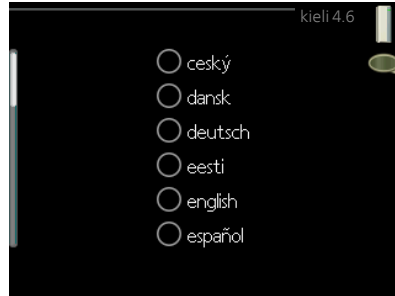 kieli 4.6
ceský
dansk
deutsch
eesti
english
español